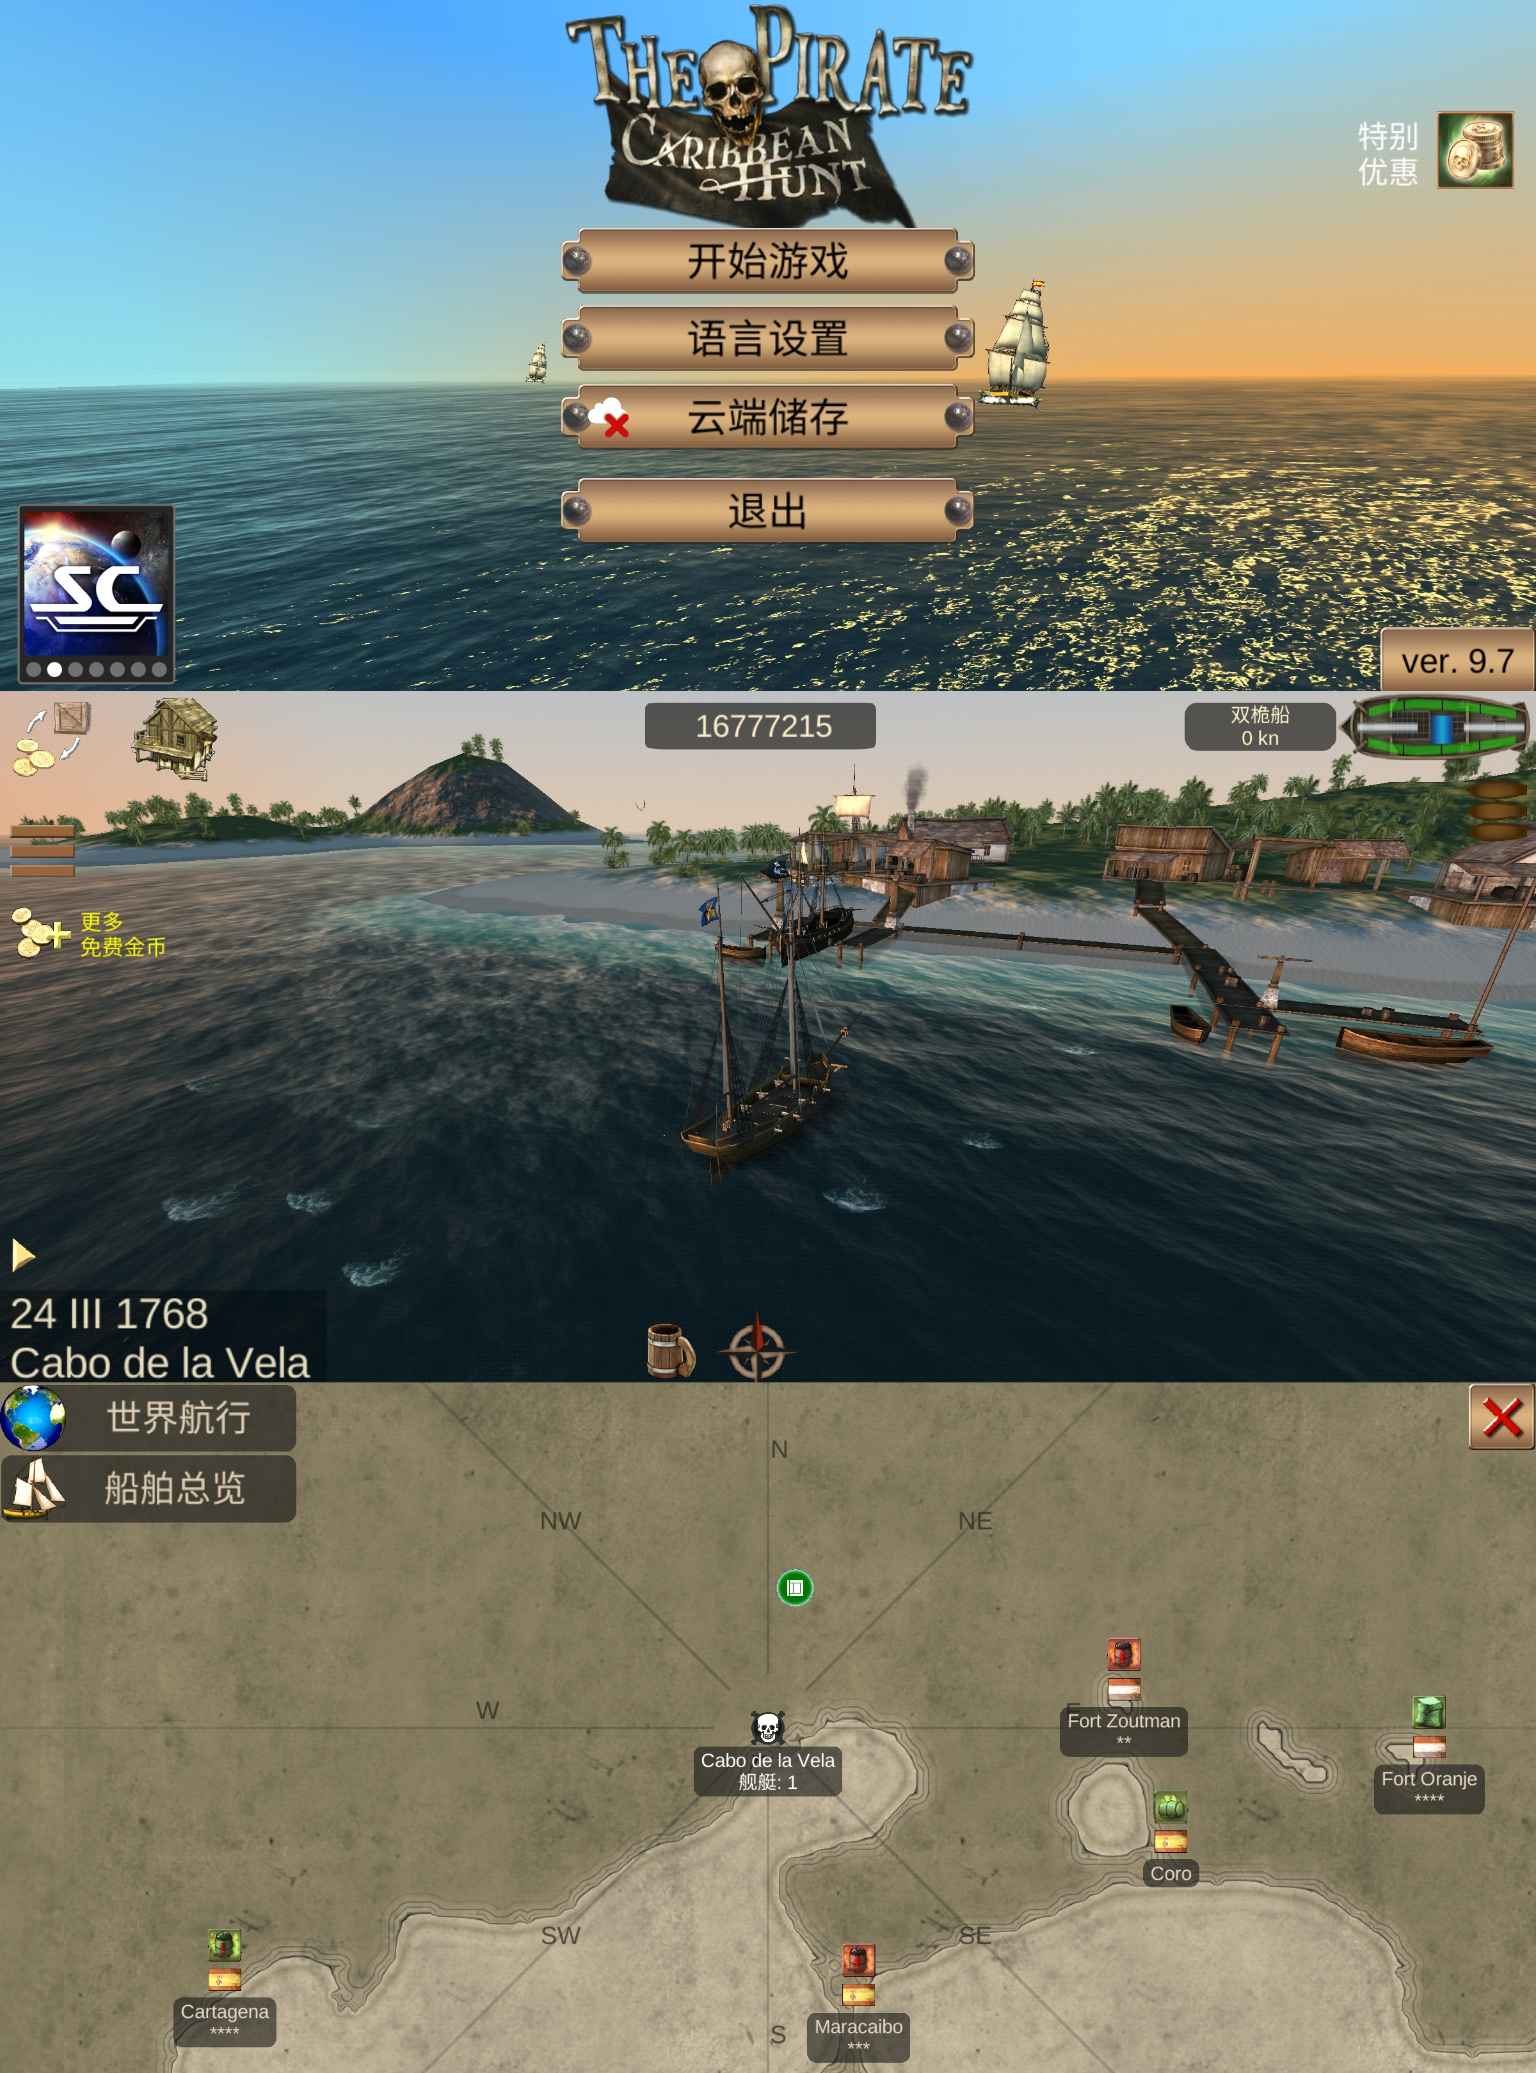 THE PIRATE
CARIBBEAN
HUNT
特别
优惠
开始游戏
语言设置
云端储存
退出
SC
ver. 9.7
16777215
双桅船
0 kn
更多
免费金币
24 III 1768
Cabo de la Vela
世界航行
船舶总览
N
NW
NE
W
E
Fort Zoutman
**
Cabo de la Vela
舰艇: 1
Fort Oranje
****
Coro
SW
SE
Cartagena
****
S
Maracaibo
***